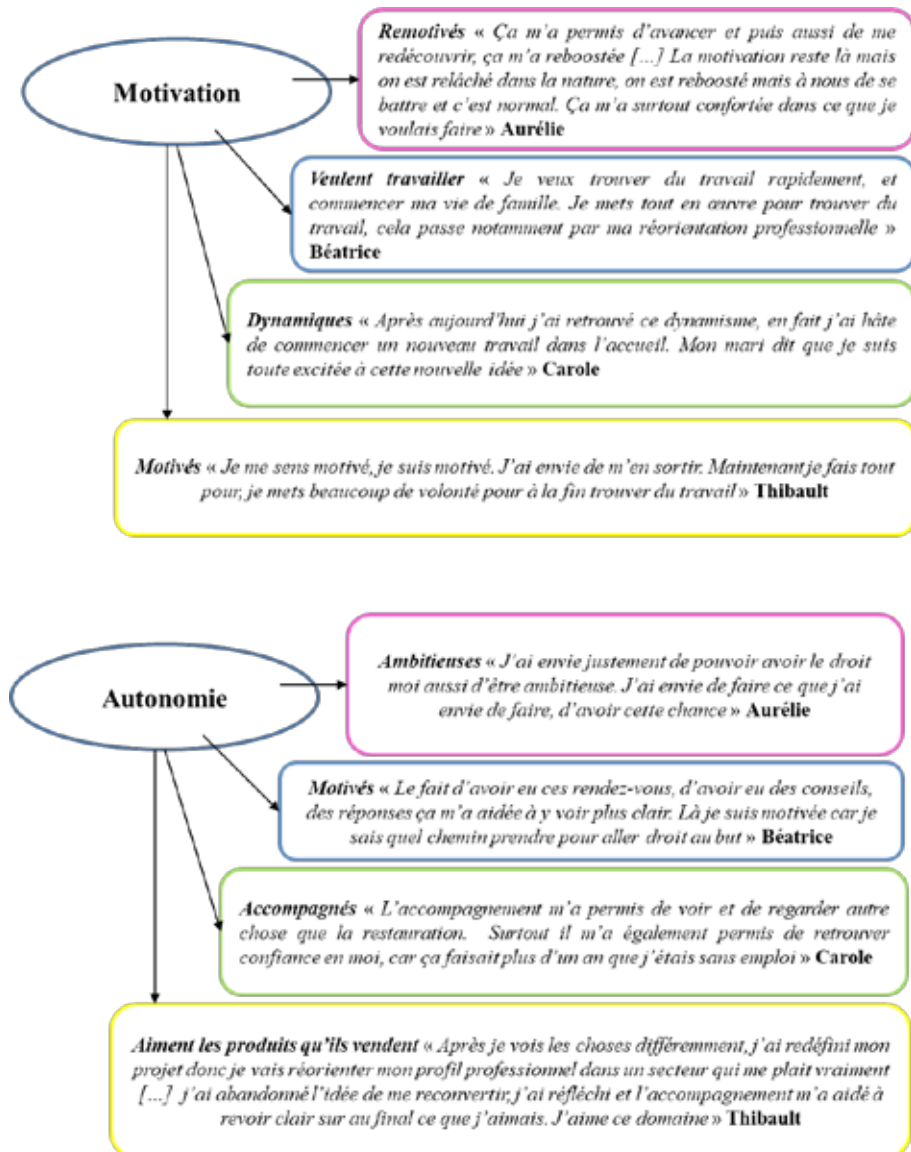 Motivation
Remotivés « Ça m'a permis d'avancer et puis aussi de me
redécouvrir, ça m'a reboostée […] La motivation reste là mais
on est relâché dans la nature, on est reboosté mais à nous de se
battre et c'est normal. Ça m'a surtout confortée dans ce que je
voulais faire » Aurélie
Veulent travailler « Je veux trouver du travail rapidement, et
commencer ma vie de famille. Je mets tout en œuvre pour trouver du
travail, cela passe notamment par ma réorientation professionnelle »
Béatrice
Dynamiques « Après aujourd'hui j'ai retrouvé ce dynamisme, en fait j'ai hâte
de commencer un nouveau travail dans l'accueil. Mon mari dit que je suis
toute excitée à cette nouvelle idée » Carole
Motivés « Je me sens motivé, je suis motivé. J'ai envie de m'en sortir. Maintenant je fais tout
pour, je mets beaucoup de volonté pour à la fin trouver du travail » Thibault
Autonomie
Ambitieuses « J'ai envie justement de pouvoir avoir le droit
moi aussi d'être ambitieuse. J'ai envie de faire ce que j'ai
envie de faire, d'avoir cette chance » Aurélie
Motivés « Le fait d'avoir eu ces rendez-vous, d'avoir eu des conseils,
des réponses ça m'a aidée à y voir plus clair. Là je suis motivée car je
sais quel chemin prendre pour aller droit au but » Béatrice
Accompagnés « L'accompagnement m'a permis de voir et de regarder autre
chose que la restauration. Surtout il m'a également permis de retrouver
confiance en moi, car ça faisait plus d'un an que j'étais sans emploi » Carole
Aiment les produits qu'ils vendent « Après je vois les choses différemment, j'ai redéfini mon
projet donc je vais réorienter mon profil professionnel dans un secteur qui me plait vraiment
[…] j'ai abandonné l'idée de me reconvertir, j'ai réfléchi et l'accompagnement m'a aidé à
revoir clair sur au final ce que j'aimais. J'aime ce domaine » Thibault